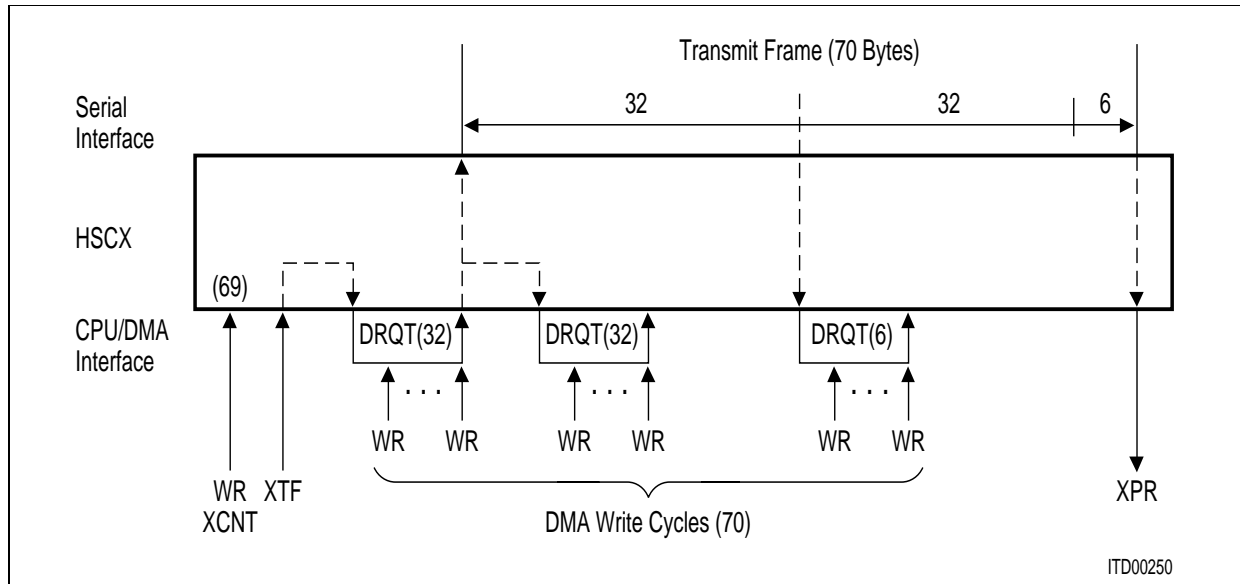 Transmit Frame (70 Bytes)
Serial
Interface
32
32
6
HSCX
(69)
CPU/DMA
Interface
DRQT(32)
DRQT(32)
DRQT(6)
. . .
. . .
. . .
WR
WR
WR
WR
WR
WR
WR
XCNT
XTF
XPR
DMA Write Cycles (70)
ITD00250